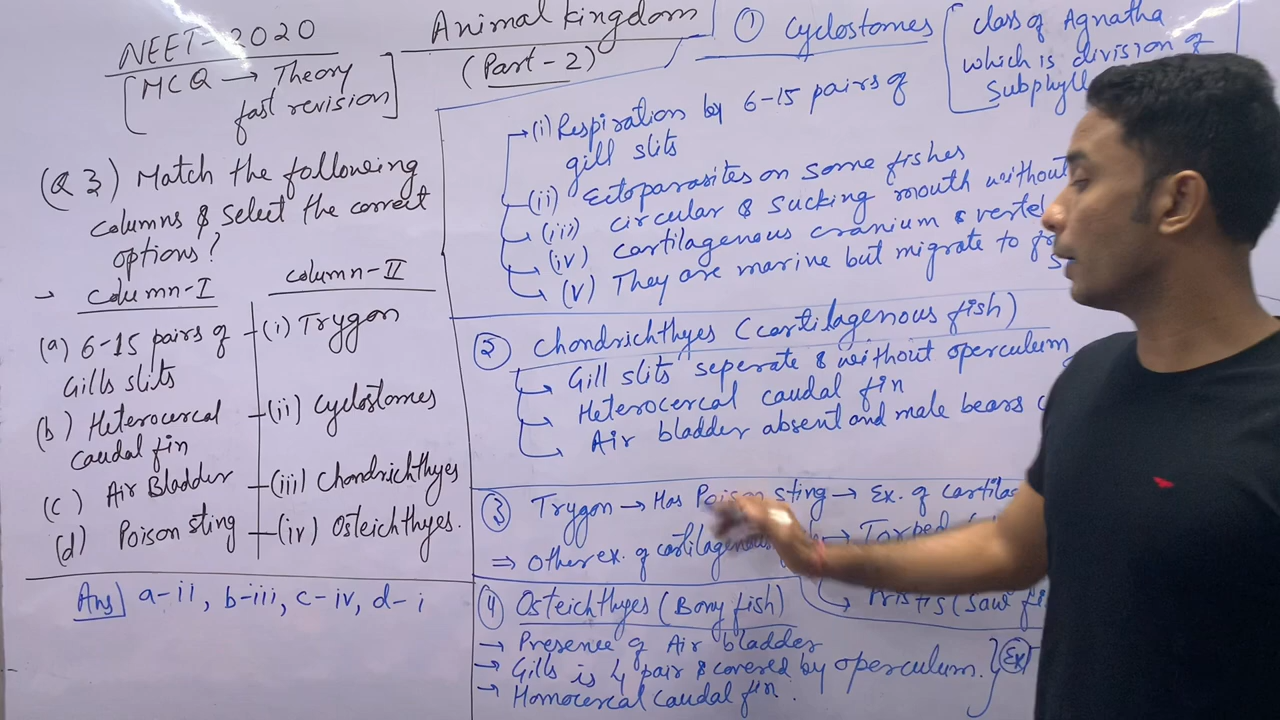 NEET-2020
[MCQ → Theory
fast revision]
Animal kingdom
(Part-2)
(Q 3) Match the following
columns & select the correct
options?
→ column-I
column-II
(a) 6-15 pairs of
Gills slits
(i) Trygon
(b) Heterocercal
caudal fin
(ii) Cyclostomes
(c) Air Bladder
(iii) Chondrichthyes
(d) Poison sting
(iv) Osteichthyes.
Ans] a-ii, b-iii, c-iv, d-i
① Cyclostomes [class of Agnatha
which is division of
Subphyll
→ (i) Respiration by 6-15 pairs of
gill slits
→ (ii) Ectoparasites on some fishes
→ (iii) circular & sucking mouth without
→ (iv) cartilagenous cranium & verte
→ (v) They are marine but migrate to
② Chondrichthyes (cartilagenous fish)
→ Gill slits seperate & without operculum
→ Heterocercal caudal fin
→ Air bladder absent and male bears
③ Trygon → Has Poison sting → Ex. of cartila
⇒ Other ex. of cartilagenous → Torped
→ Pristis (Saw fi
④ Osteichthyes (Bony fish)
→ Presence of Air bladder
→ Gills is 4 pair & covered by operculum. } Ex
→ Homocercal caudal fin.